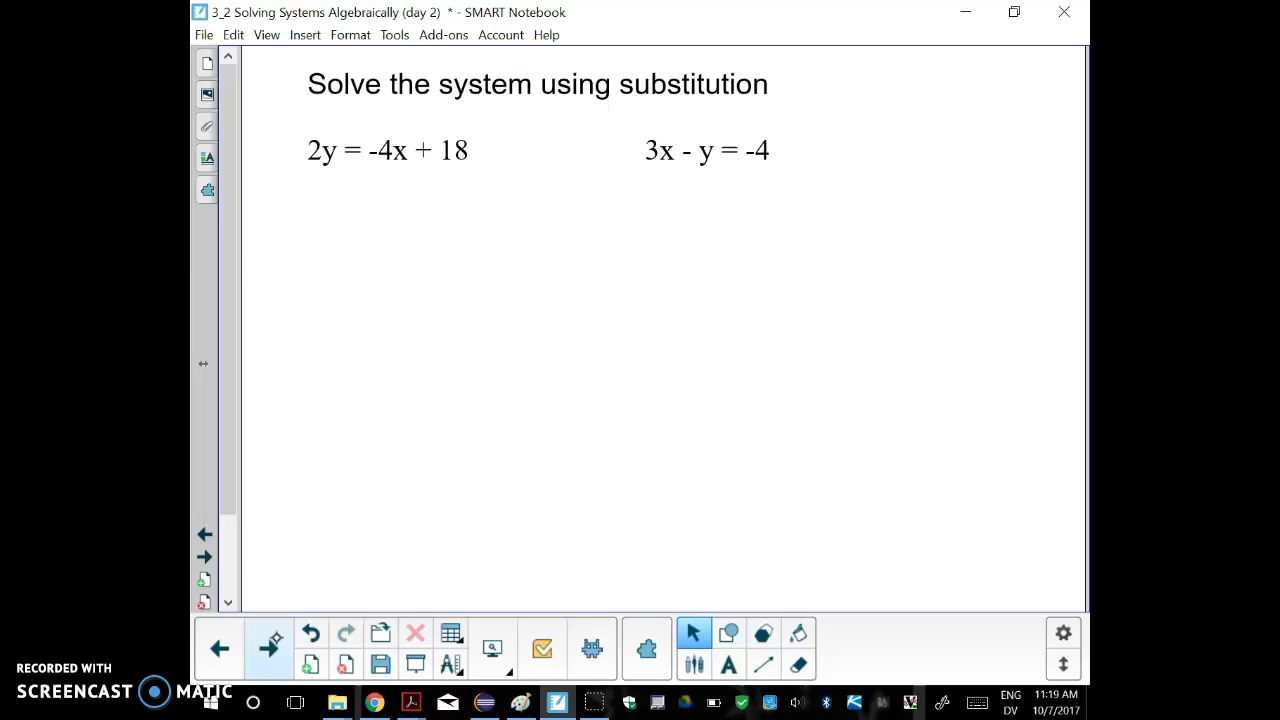 3_2 Solving Systems Algebraically (day 2) * - SMART Notebook
File Edit View Insert Format Tools Add-ons Account Help
Solve the system using substitution
2y = -4x + 18 3x - y = -4
RECORDED WITH
SCREENCAST MATIC
ENG 11:19 AM
DV 10/7/2017